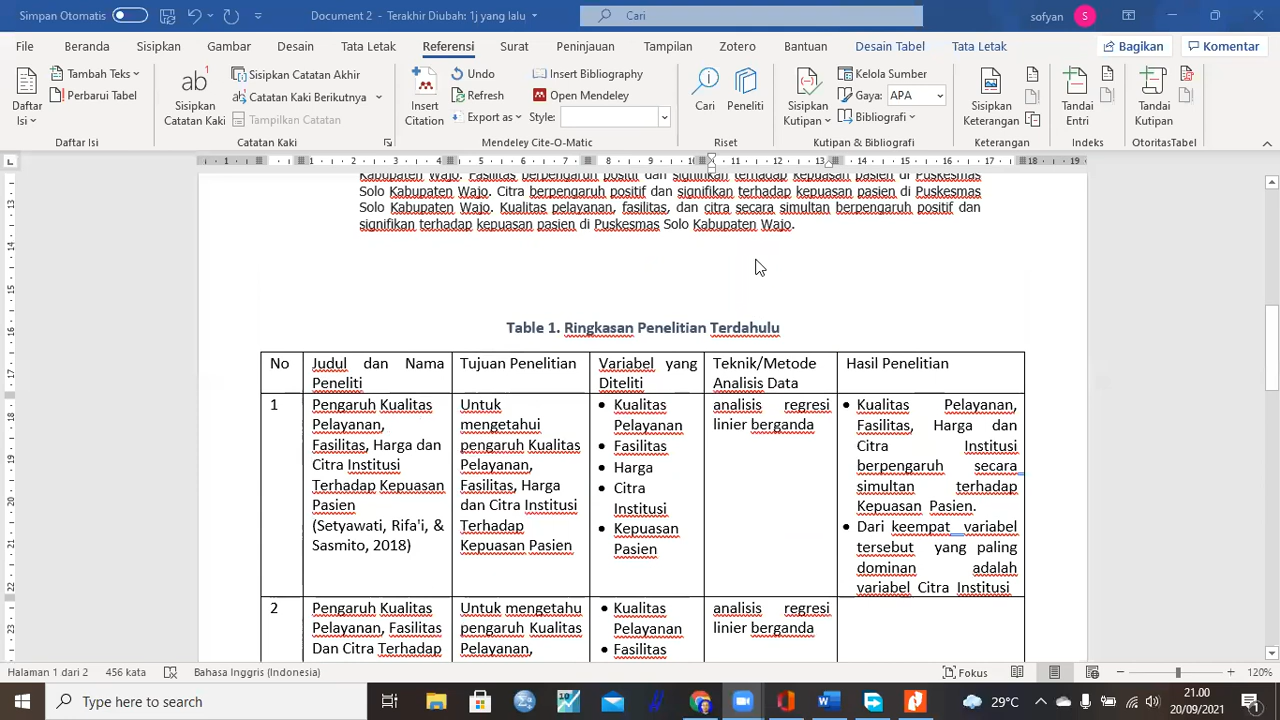 Simpan Otomatis Document 2 - Terakhir Diubah: 1j yang lalu Cari sofyan S
File Beranda Sisipkan Gambar Desain Tata Letak Referensi Surat Peninjauan Tampilan Zotero Bantuan Desain Tabel Tata Letak Bagikan Komentar
Daftar Isi
Tambah Teks
Perbarui Tabel
Daftar Isi
ab
Sisipkan Catatan Kaki
Sisipkan Catatan Akhir
Catatan Kaki Berikutnya
Tampilkan Catatan
Catatan Kaki
Insert Citation
Undo
Refresh
Export as
Insert Bibliography
Open Mendeley
Style:
Mendeley Cite-O-Matic
Cari
Peneliti
Riset
Sisipkan Kutipan
Kelola Sumber
Gaya: APA
Bibliografi
Kutipan & Bibliografi
Sisipkan Keterangan
Keterangan
Tandai Entri
Indeks
Tandai Kutipan
OtoritasTabel
Kabupaten Wajo. Fasilitas berpengaruh positif dan signifikan terhadap kepuasan pasien di Puskesmas
Solo Kabupaten Wajo. Citra berpengaruh positif dan signifikan terhadap kepuasan pasien di Puskesmas
Solo Kabupaten Wajo. Kualitas pelayanan, fasilitas, dan citra secara simultan berpengaruh positif dan
signifikan terhadap kepuasan pasien di Puskesmas Solo Kabupaten Wajo.
Table 1. Ringkasan Penelitian Terdahulu
No
Judul dan Nama
Peneliti
Tujuan Penelitian
Variabel yang
Diteliti
Teknik/Metode
Analisis Data
Hasil Penelitian
1
Pengaruh Kualitas
Pelayanan,
Fasilitas, Harga dan
Citra Institusi
Terhadap Kepuasan
Pasien
(Setyawati, Rifa'i, &
Sasmito, 2018)
Untuk
mengetahui
pengaruh Kualitas
Pelayanan,
Fasilitas, Harga
dan Citra Institusi
Terhadap
Kepuasan Pasien
• Kualitas
Pelayanan
• Fasilitas
• Harga
• Citra
Institusi
• Kepuasan
Pasien
analisis regresi
linier berganda
• Kualitas Pelayanan,
Fasilitas, Harga dan
Citra Institusi
berpengaruh secara
simultan terhadap
Kepuasan Pasien.
• Dari keempat variabel
tersebut yang paling
dominan adalah
variabel Citra Institusi
2
Pengaruh Kualitas
Pelayanan, Fasilitas
Dan Citra Terhadap
Untuk mengetahu
pengaruh Kualitas
Pelayanan,
• Kualitas
Pelayanan
• Fasilitas
analisis regresi
linier berganda
Halaman 1 dari 2 456 kata Bahasa Inggris (Indonesia) Fokus 120%
Type here to search 29°C 21.00
20/09/2021